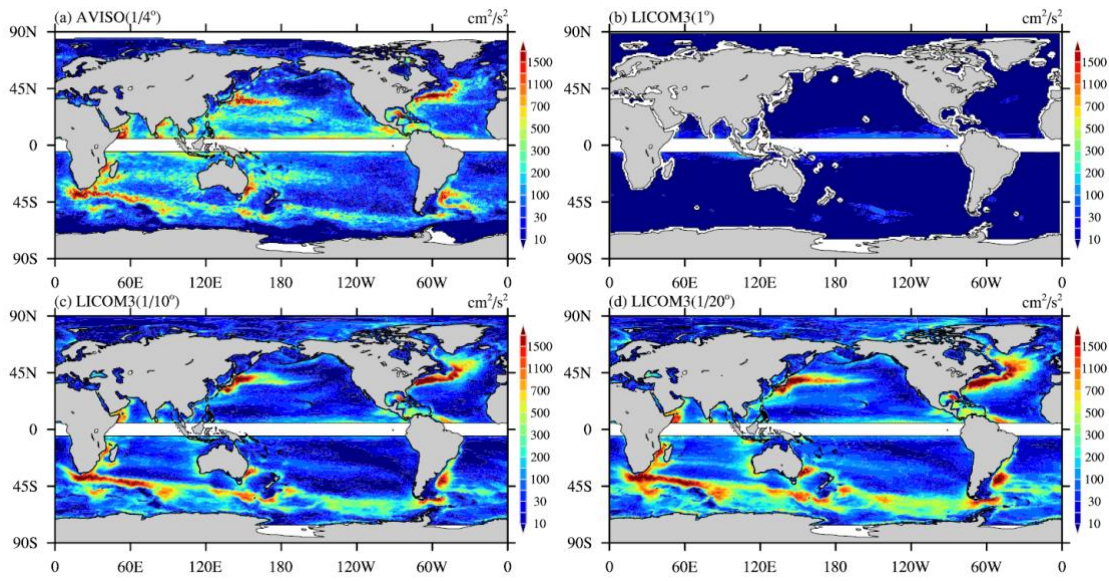 (a) AVISO(1/4°) cm²/s²
90N
45N
0
45S
90S
0 60E 120E 180 120W 60W 0
1500
1100
700
500
300
200
100
30
10
(b) LICOM3(1°) cm²/s²
90N
45N
0
45S
90S
0 60E 120E 180 120W 60W 0
1500
1100
700
500
300
200
100
30
10
(c) LICOM3(1/10°) cm²/s²
90N
45N
0
45S
90S
0 60E 120E 180 120W 60W 0
1500
1100
700
500
300
200
100
30
10
(d) LICOM3(1/20°) cm²/s²
90N
45N
0
45S
90S
0 60E 120E 180 120W 60W 0
1500
1100
700
500
300
200
100
30
10